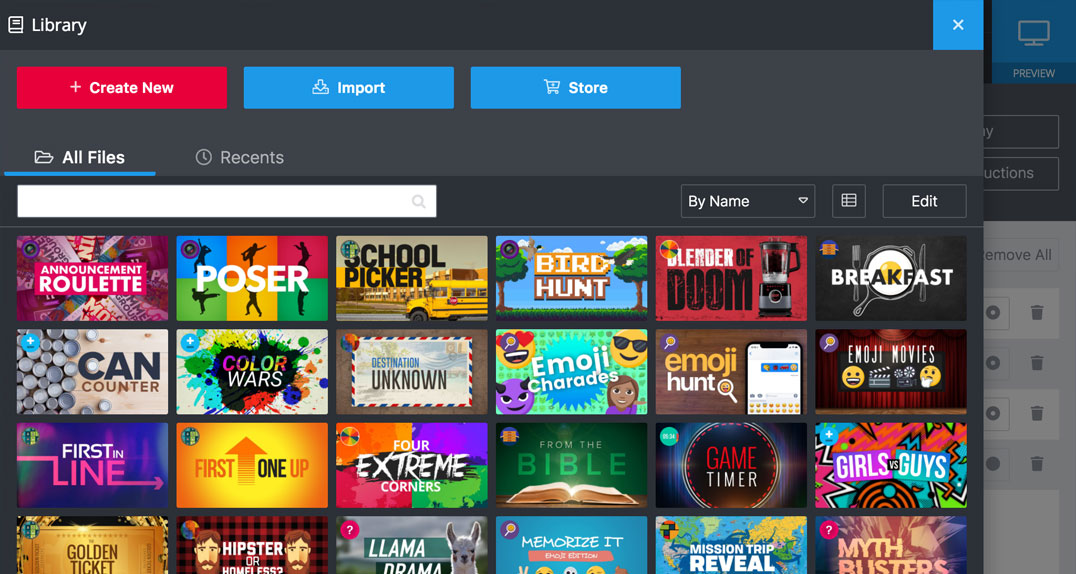 Library
PREVIEW
Create New
Import
Store
All Files
Recents
By Name
Edit
uctions
emove All
ANNOUNCEMENT
ROULETTE
POSER
SCHOOL
PICKER
BIRD
HUNT
BLENDER OF
DOOM
BREAKFAST
CAN
COUNTER
COLOR
WARS
DESTINATION
UNKNOWN
Emoji
Charades
emoji
hunt
EMOJI MOVIES
FIRST IN
LINE
FIRST ONE UP
FOUR
EXTREME
CORNERS
FROM THE
BIBLE
05:34
GAME
TIMER
GIRLS VS GUYS
THE
GOLDEN
TICKET
HIPSTER
OR
HOMELESS?
?
LLAMA
DRAMA
MEMORIZE IT
EMOJI EDITION
MISSION TRIP
REVEAL
?
MYTH
BUSTERS